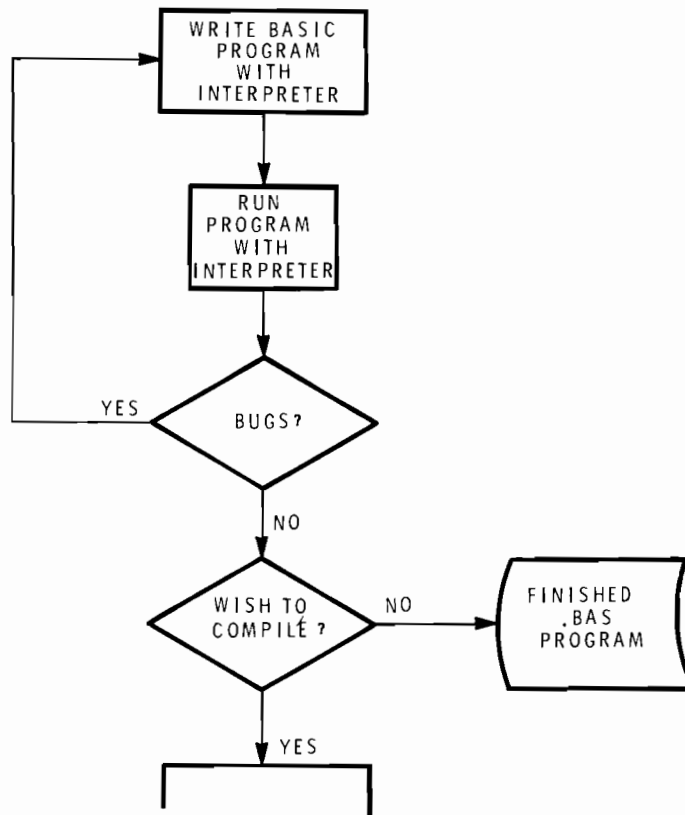 WRITE BASIC
PROGRAM
WITH
INTERPRETER
RUN
PROGRAM
WITH
INTERPRETER
YES
BUGS?
NO
WISH TO
COMPILE?
NO
FINISHED
.BAS
PROGRAM
YES